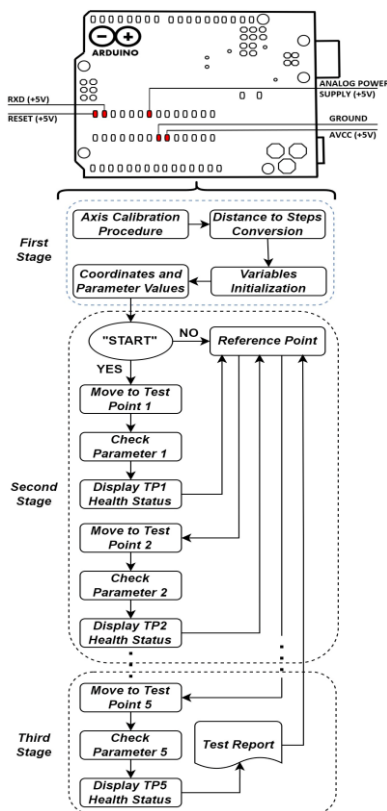 ARDUINO
ANALOG POWER
SUPPLY (+5V)
RXD (+5V)
RESET (+5V)
GROUND
AVCC (+5V)
First
Stage
Axis Calibration
Procedure
Distance to Steps
Conversion
Coordinates and
Parameter Values
Variables
Initialization
"START"
NO
Reference Point
YES
Second
Stage
Move to Test
Point 1
Check
Parameter 1
Display TP1
Health Status
Move to Test
Point 2
Check
Parameter 2
Display TP2
Health Status
Third
Stage
Move to Test
Point 5
Check
Parameter 5
Display TP5
Health Status
Test Report